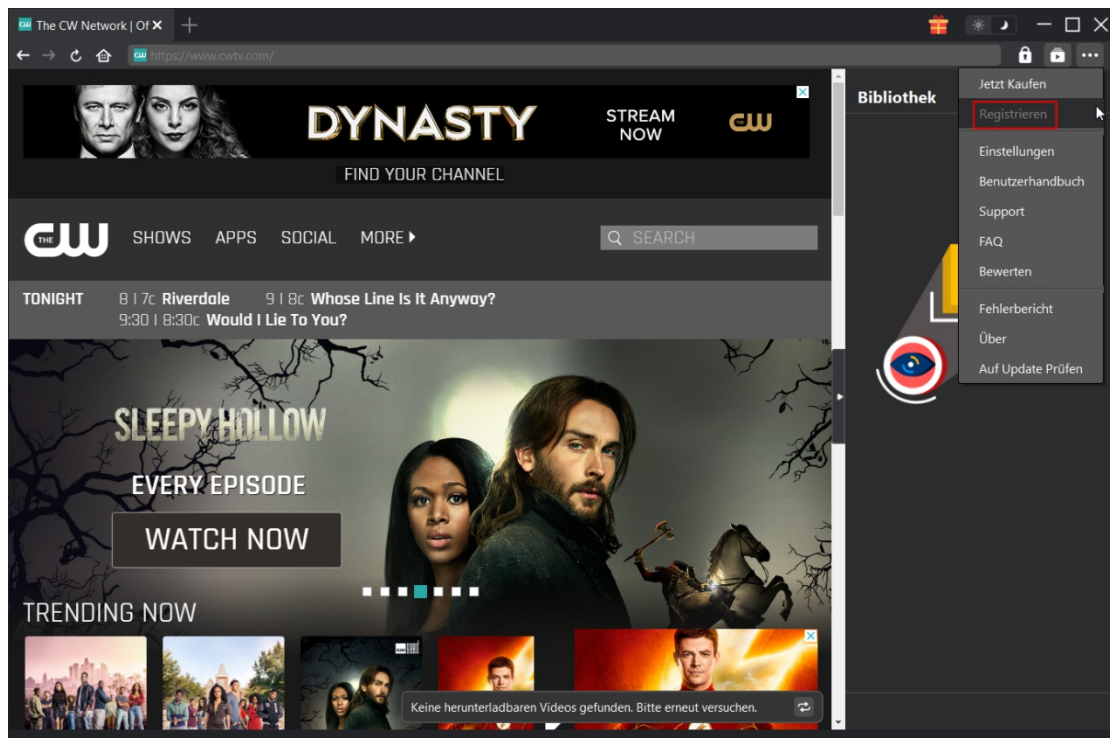 The CW Network | Of
https://www.cwtv.com/
DYNASTY
STREAM
NOW
CW
FIND YOUR CHANNEL
THE CW
SHOWS APPS SOCIAL MORE
SEARCH
TONIGHT
8 | 7c Riverdale
9 | 8c Whose Line Is It Anyway?
9:30 | 8:30c Would I Lie To You?
SLEEPY HOLLOW
EVERY EPISODE
WATCH NOW
TRENDING NOW
seed
Keine herunterladbaren Videos gefunden. Bitte erneut versuchen.
Bibliothek
Jetzt Kaufen
Registrieren
Einstellungen
Benutzerhandbuch
Support
FAQ
Bewerten
Fehlerbericht
Über
Auf Update Prüfen